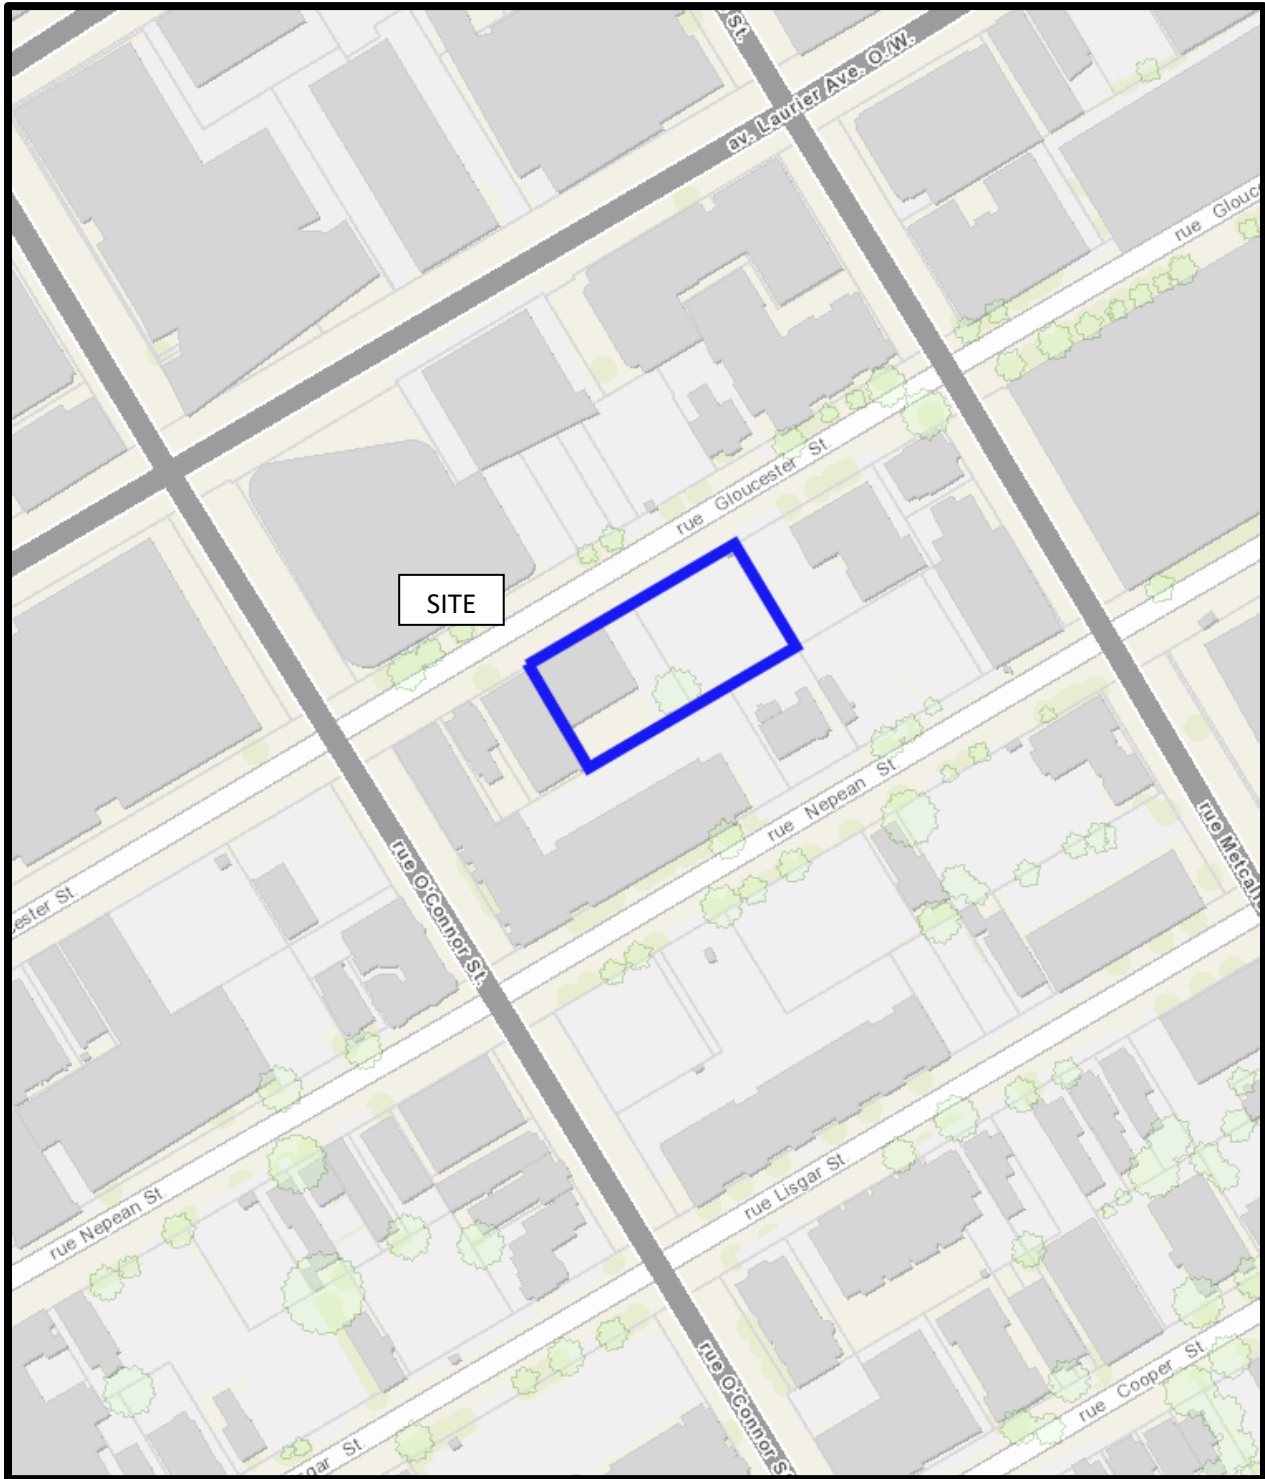 St.
av. Laurier Ave. O./W.
rue Glouc
rue Gloucester St.
SITE
rue Nepean St.
rue Metcalf
rue O'Connor St.
cester St.
rue Lisgar St.
rue Nepean St.
rue O'Connor S
rue Cooper St.
gar St.